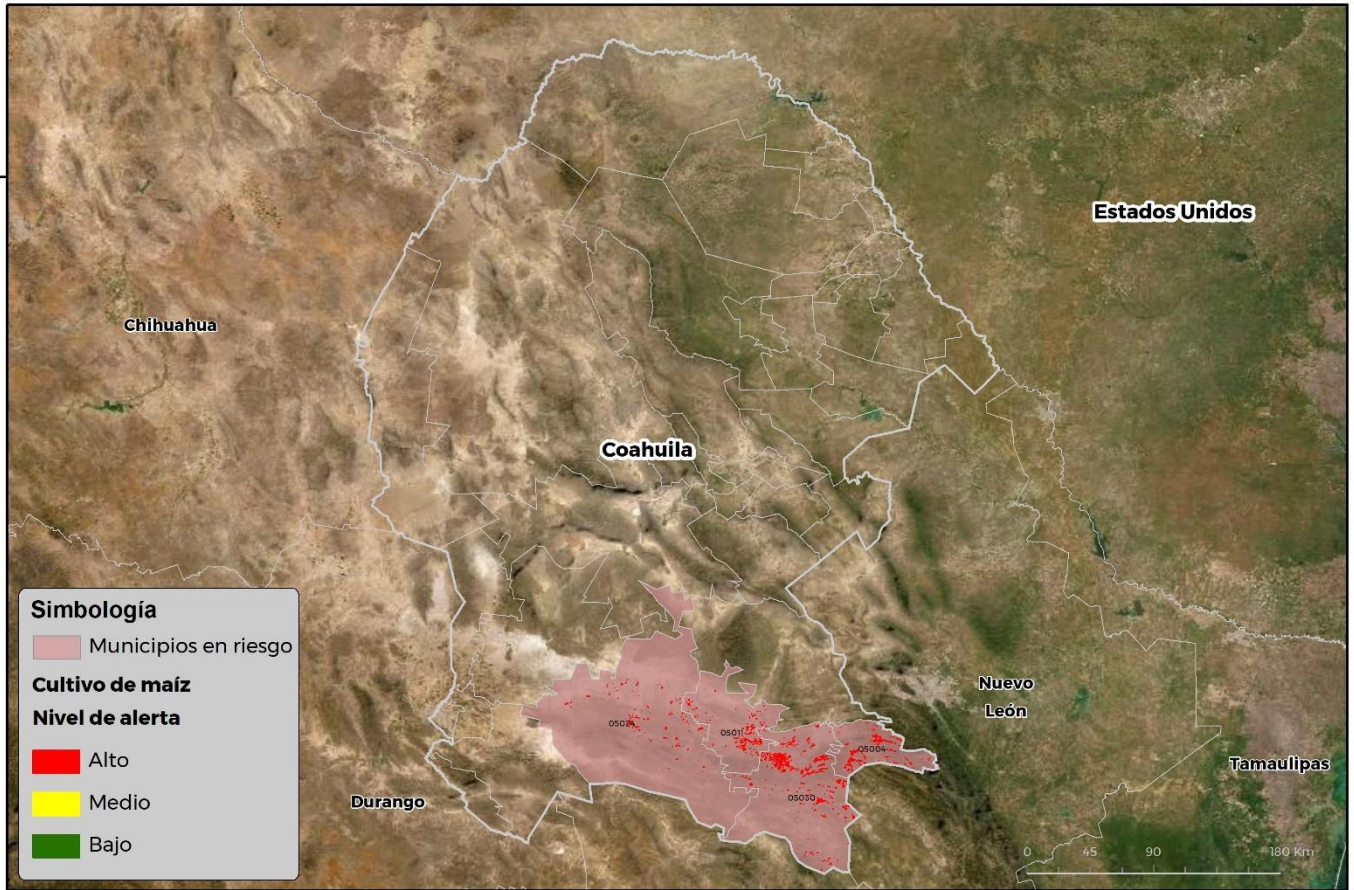 Estados Unidos
Chihuahua
Coahuila
Simbología
Municipios en riesgo
Cultivo de maíz
Nivel de alerta
Alto
Medio
Bajo
05024
05011
05004
05030
Nuevo
León
Durango
Tamaulipas
0 45 90 180 Km